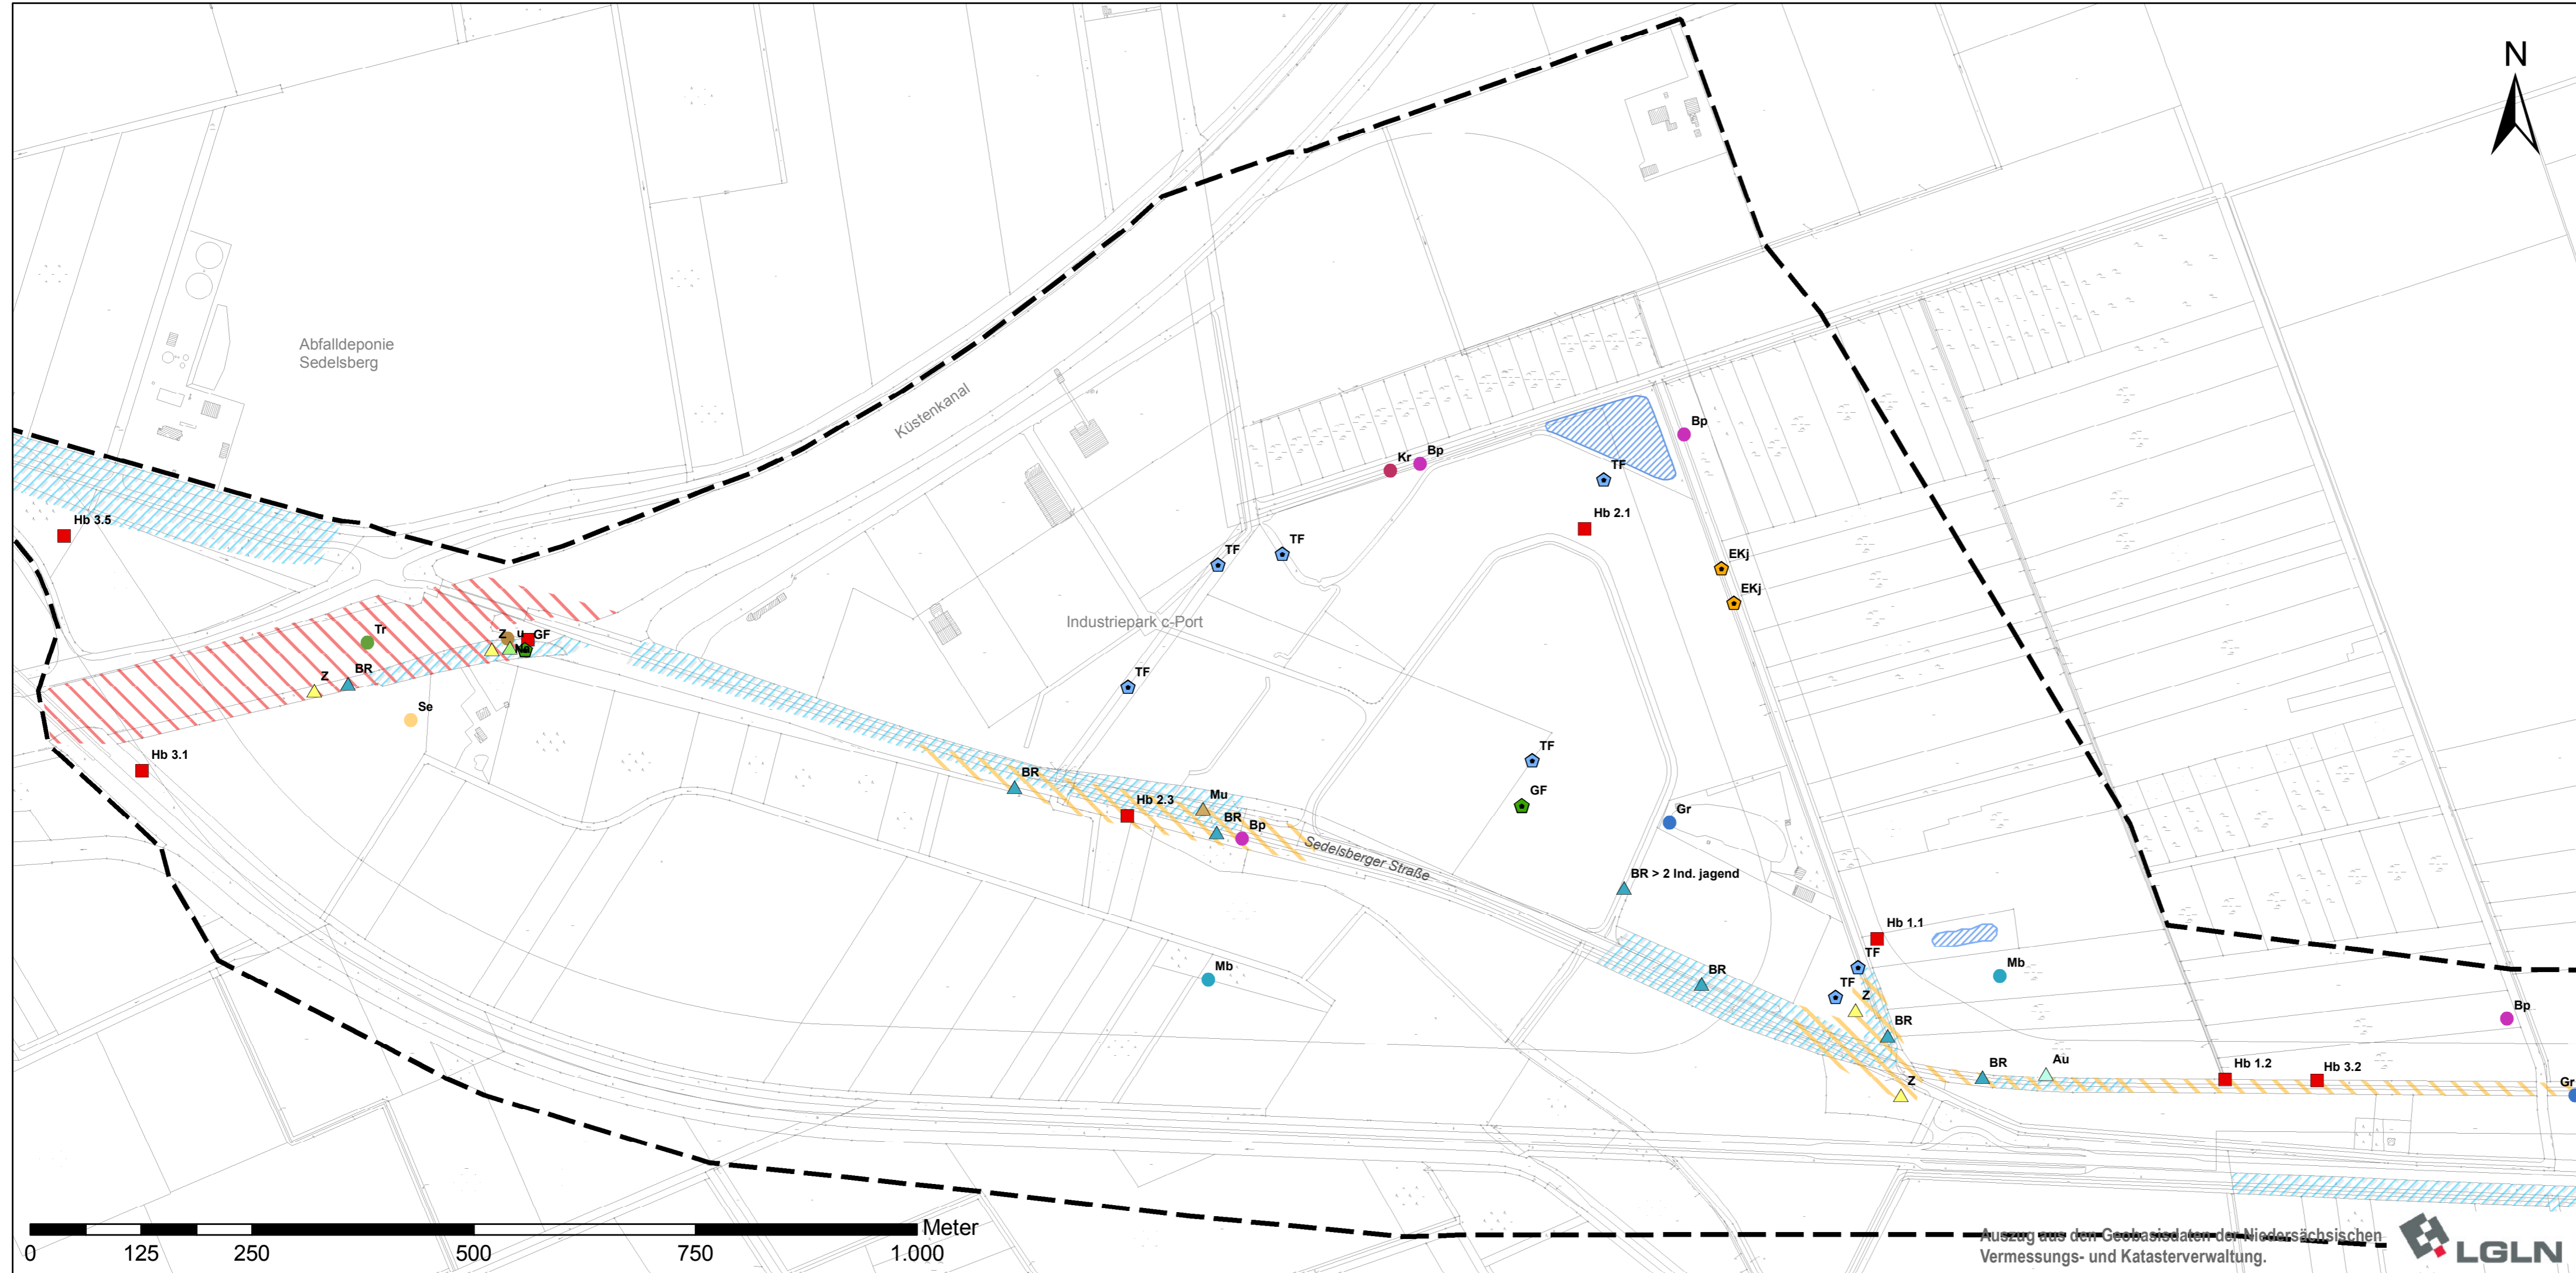 N
Abfalldeponie
Sedelsberg
Küstenkanal
Bp
Kr
Bp
TF
Hb 3.5
Hb 2.1
TF
TF
EKj
EKj
Industriepark c-Port
Tr
Z
GF
Z
BR
TF
Se
Hb 3.1
TF
BR
GF
Hb 2.3
Mu
BR
Bp
Gr
Sedelsberger Straße
BR > 2 Ind. jagend
Hb 1.1
TF
Mb
BR
Mb
TF
Z
Bp
BR
BR
Au
Hb 1.2
Hb 3.2
Z
Gr
Meter
0 125 250 500 750 1.000
Auszug aus den Geobasisdaten der Niedersächsischen
Vermessungs- und Katasterverwaltung.
LGLN